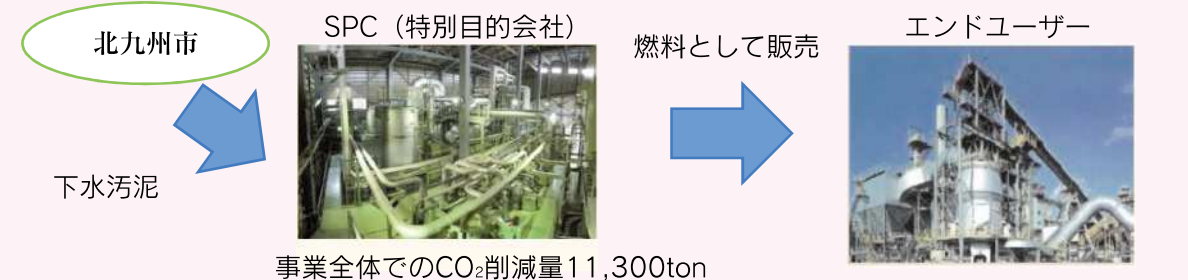 北九州市
SPC（特別目的会社）
燃料として販売
エンドユーザー
下水汚泥
事業全体でのCO₂削減量11,300ton